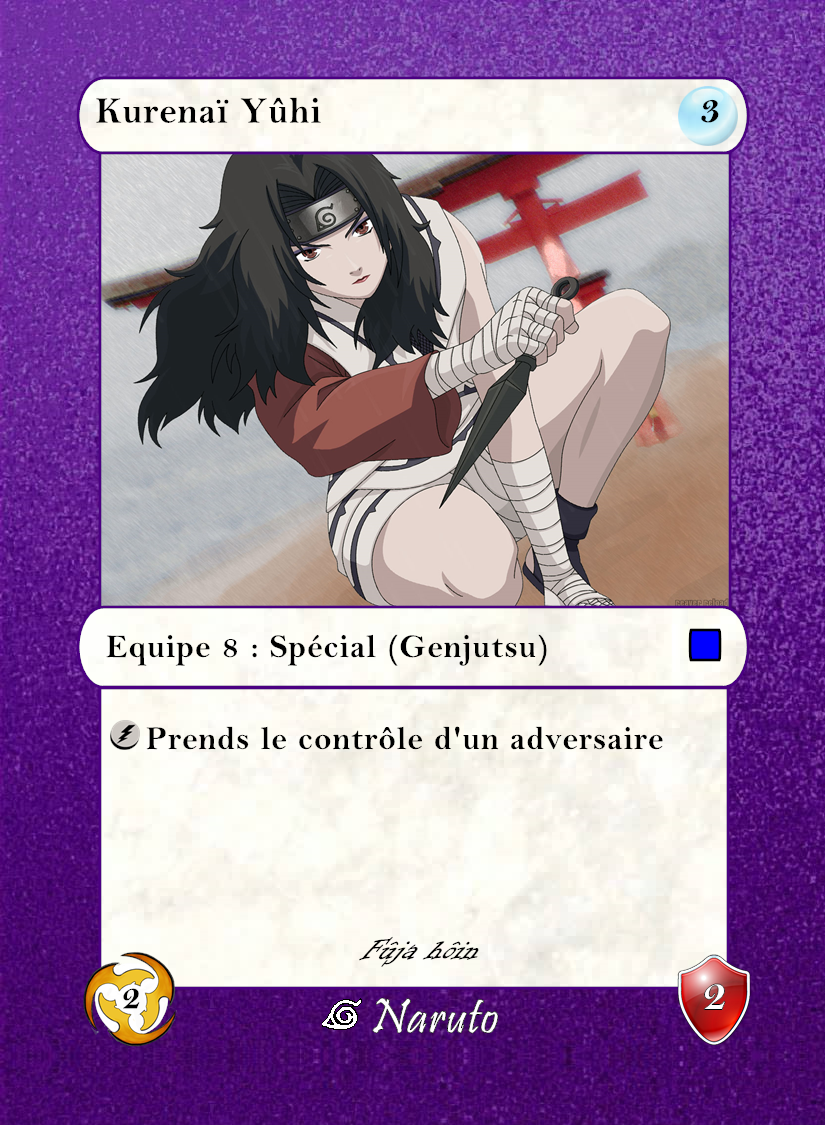 Kurenaï Yûhi
3
Equipe 8 : Spécial (Genjutsu)
Prends le contrôle d'un adversaire
Fûja hôin
2
Naruto
2